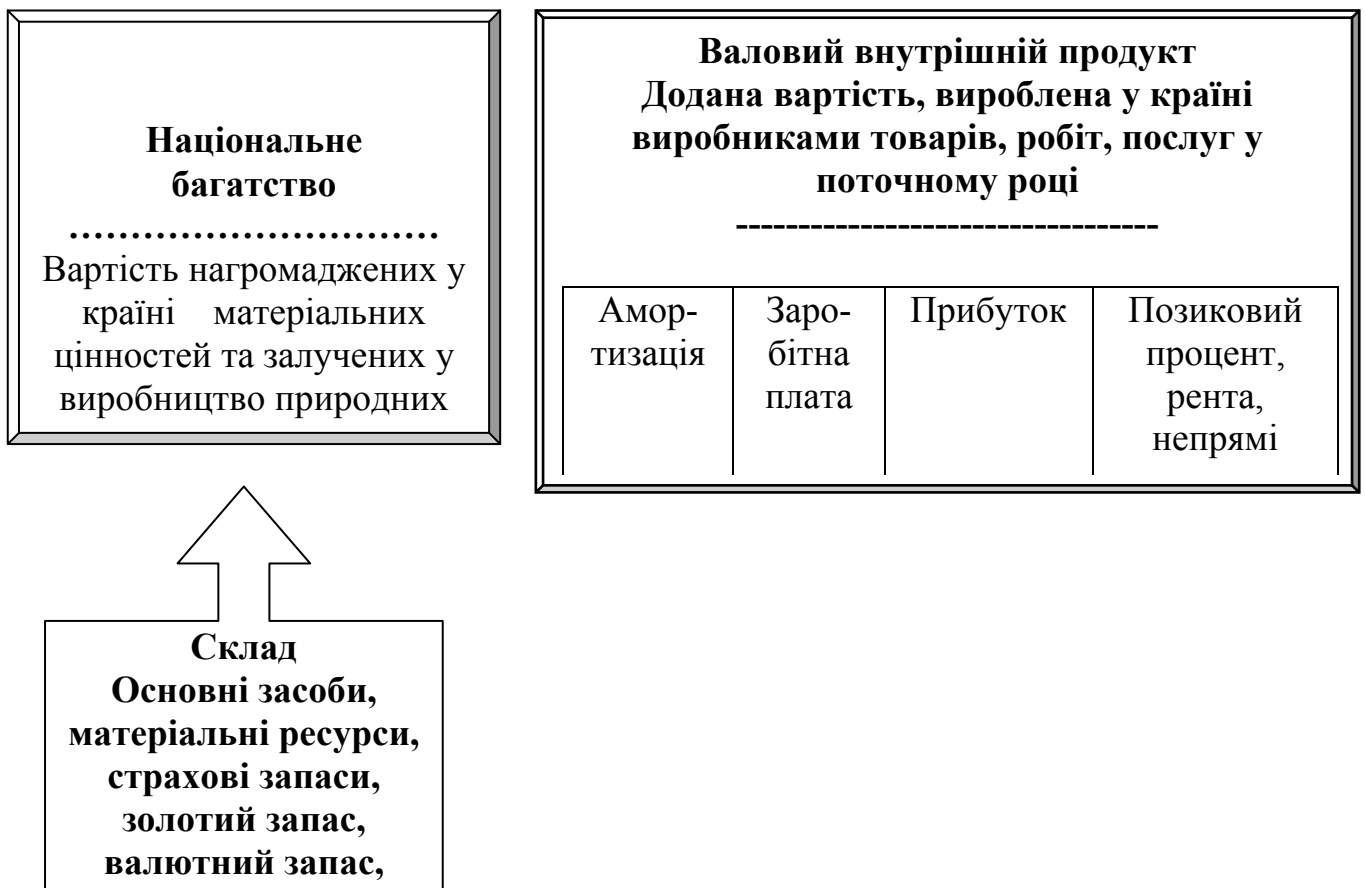 Національне
багатство
…………………………
Вартість нагромаджених у
країні матеріальних
цінностей та залучених у
виробництво природних
Валовий внутрішній продукт
Додана вартість, вироблена у країні
виробниками товарів, робіт, послуг у
поточному році
----------------------------------
Амор-
тизація
Заро-
бітна
плата
Прибуток
Позиковий
процент,
рента,
непрямі
Склад
Основні засоби,
матеріальні ресурси,
страхові запаси,
золотий запас,
валютний запас,